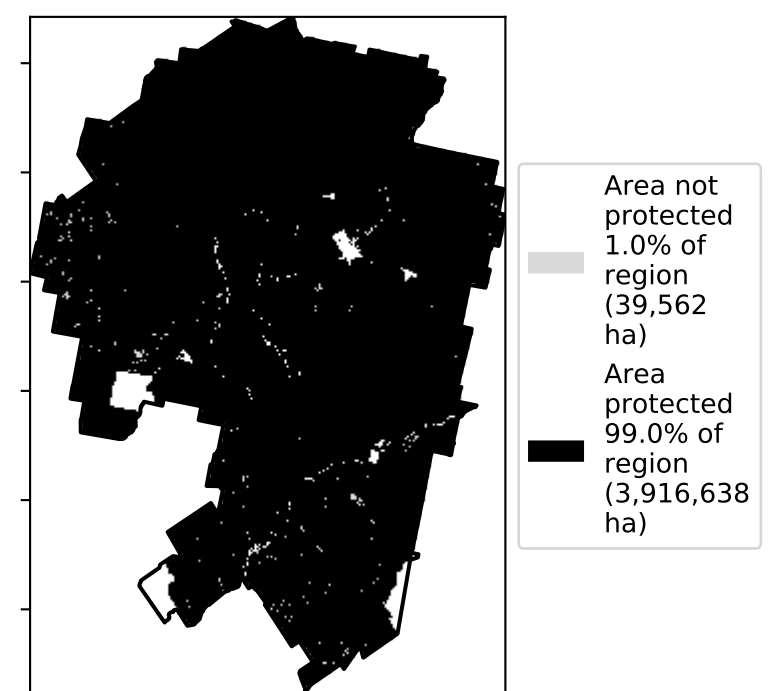 Area not
protected
1.0% of
region
(39,562
ha)
Area
protected
99.0% of
region
(3,916,638
ha)